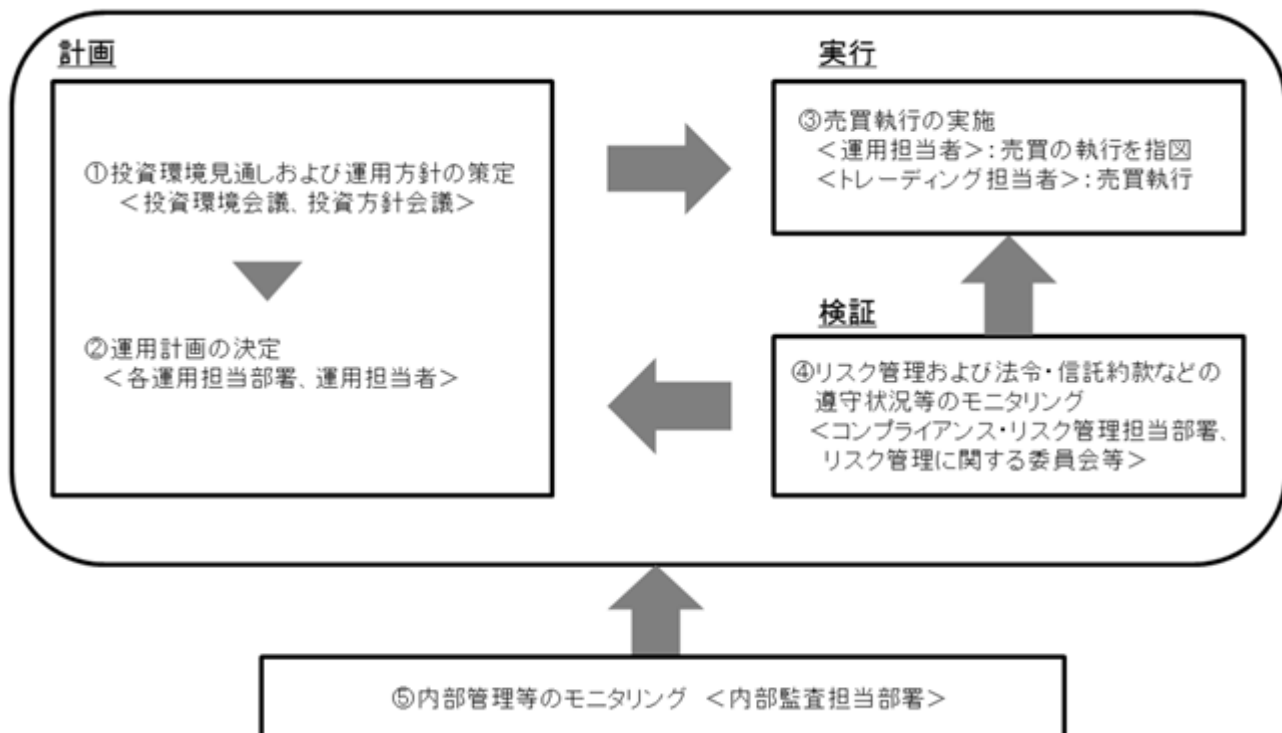 計画
①投資環境見通しおよび運用方針の策定
<投資環境会議、投資方針会議>
②運用計画の決定
<各運用担当部署、運用担当者>
実行
③売買執行の実施
<運用担当者>:売買の執行を指図
<トレーディング担当者>:売買執行
検証
④リスク管理および法令・信託約款などの
遵守状況等のモニタリング
<コンプライアンス・リスク管理担当部署、
リスク管理に関する委員会等>
⑤内部管理等のモニタリング <内部監査担当部署>